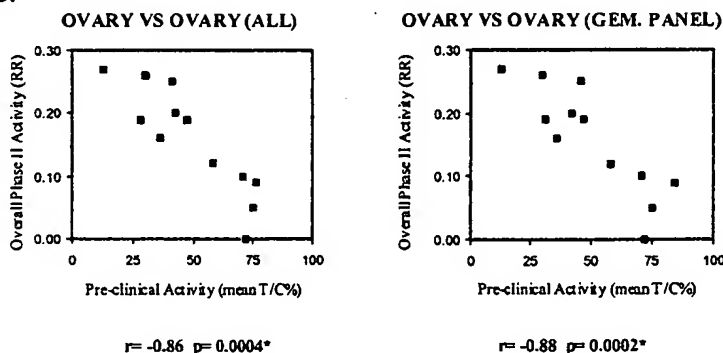 OVARY VS OVARY (ALL)
Overall Phase II Activity (RR)
0.30
0.20
0.10
0.00
0
25
50
75
100
Pre-clinical Activity (mean T/C%)
r= -0.86 p= 0.0004*
OVARY VS OVARY (GEM. PANEL)
Overall Phase II Activity (RR)
0.30
0.20
0.10
0.00
0
25
50
75
100
Pre-clinical Activity (mean T/C%)
r= -0.88 p= 0.0002*